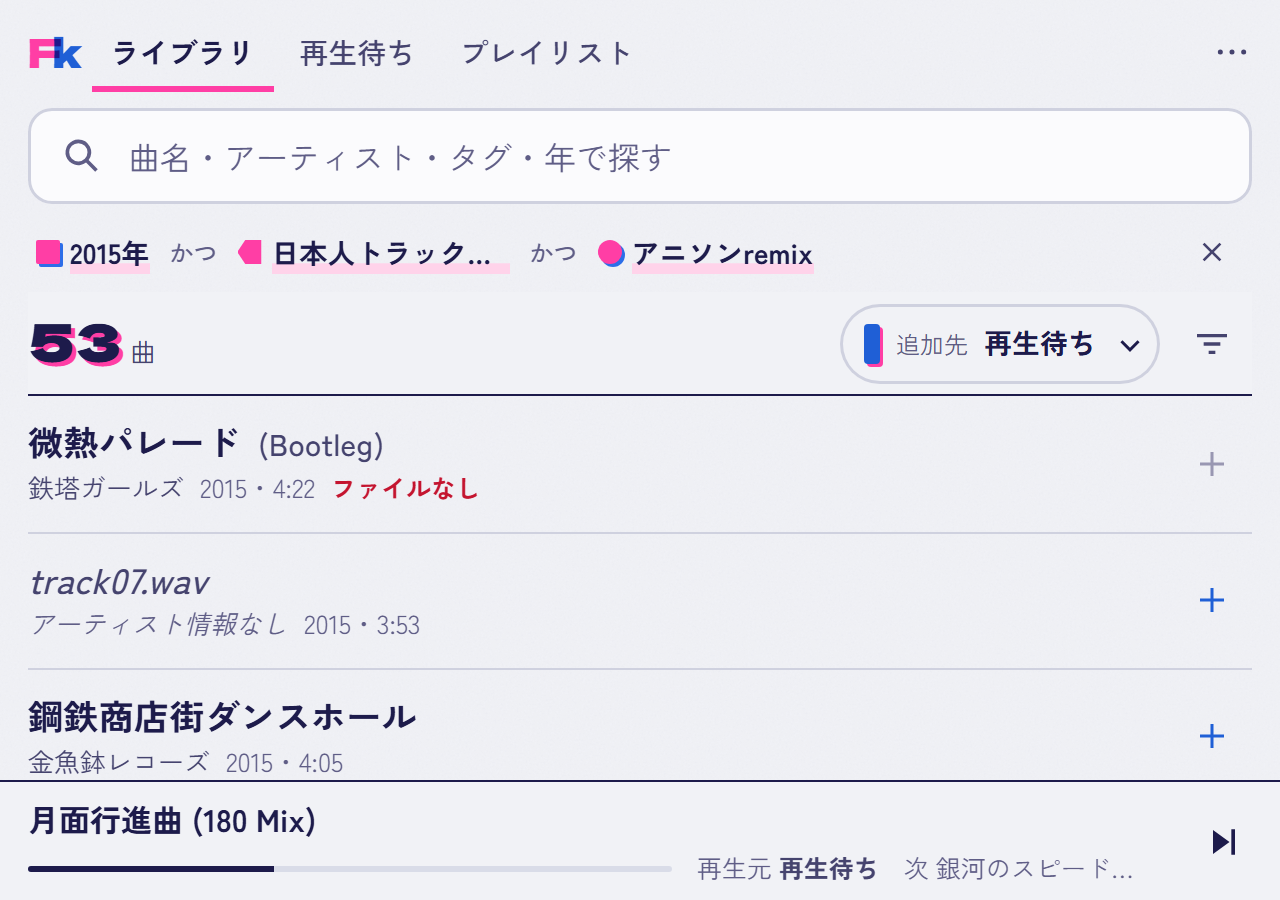 Fk ライブラリ 再生待ち プレイリスト
曲名・アーティスト・タグ・年で探す
2015年 かつ 日本人トラック… かつ アニソンremix
53 曲 追加先 再生待ち
微熱パレード (Bootleg)
鉄塔ガールズ 2015・4:22 ファイルなし
track07.wav
アーティスト情報なし 2015・3:53
鋼鉄商店街ダンスホール
金魚鉢レコーズ 2015・4:05
月面行進曲 (180 Mix)
再生元 再生待ち 次 銀河のスピード…